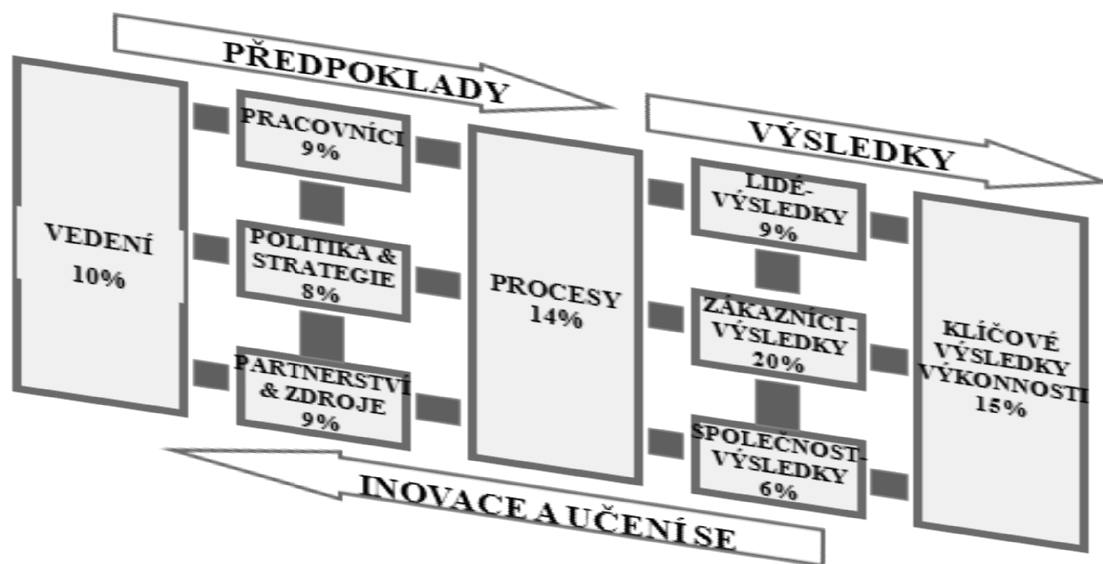 PŘEDPOKLADY
VÝSLEDKY
VEDENÍ
10%
PRACOVNÍCI
9%
POLITIKA &
STRATEGIE
8%
PARTNERSTVÍ
& ZDROJE
9%
PROCESY
14%
LIDÉ-
VÝSLEDKY
9%
ZÁKAZNÍCI -
VÝSLEDKY
20%
SPOLEČNOST-
VÝSLEDKY
6%
KLÍČOVÉ
VÝSLEDKY
VÝKONNOSTI
15%
INOVACE A UČENÍ SE